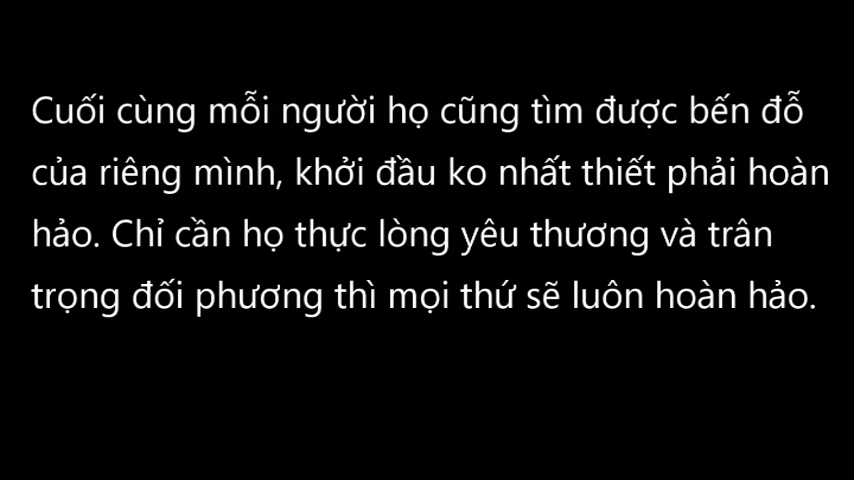 Cuối cùng mỗi người họ cũng tìm được bến đỗ
của riêng mình, khởi đầu ko nhất thiết phải hoàn
hảo. Chỉ cần họ thực lòng yêu thương và trân
trọng đối phương thì mọi thứ sẽ luôn hoàn hảo.